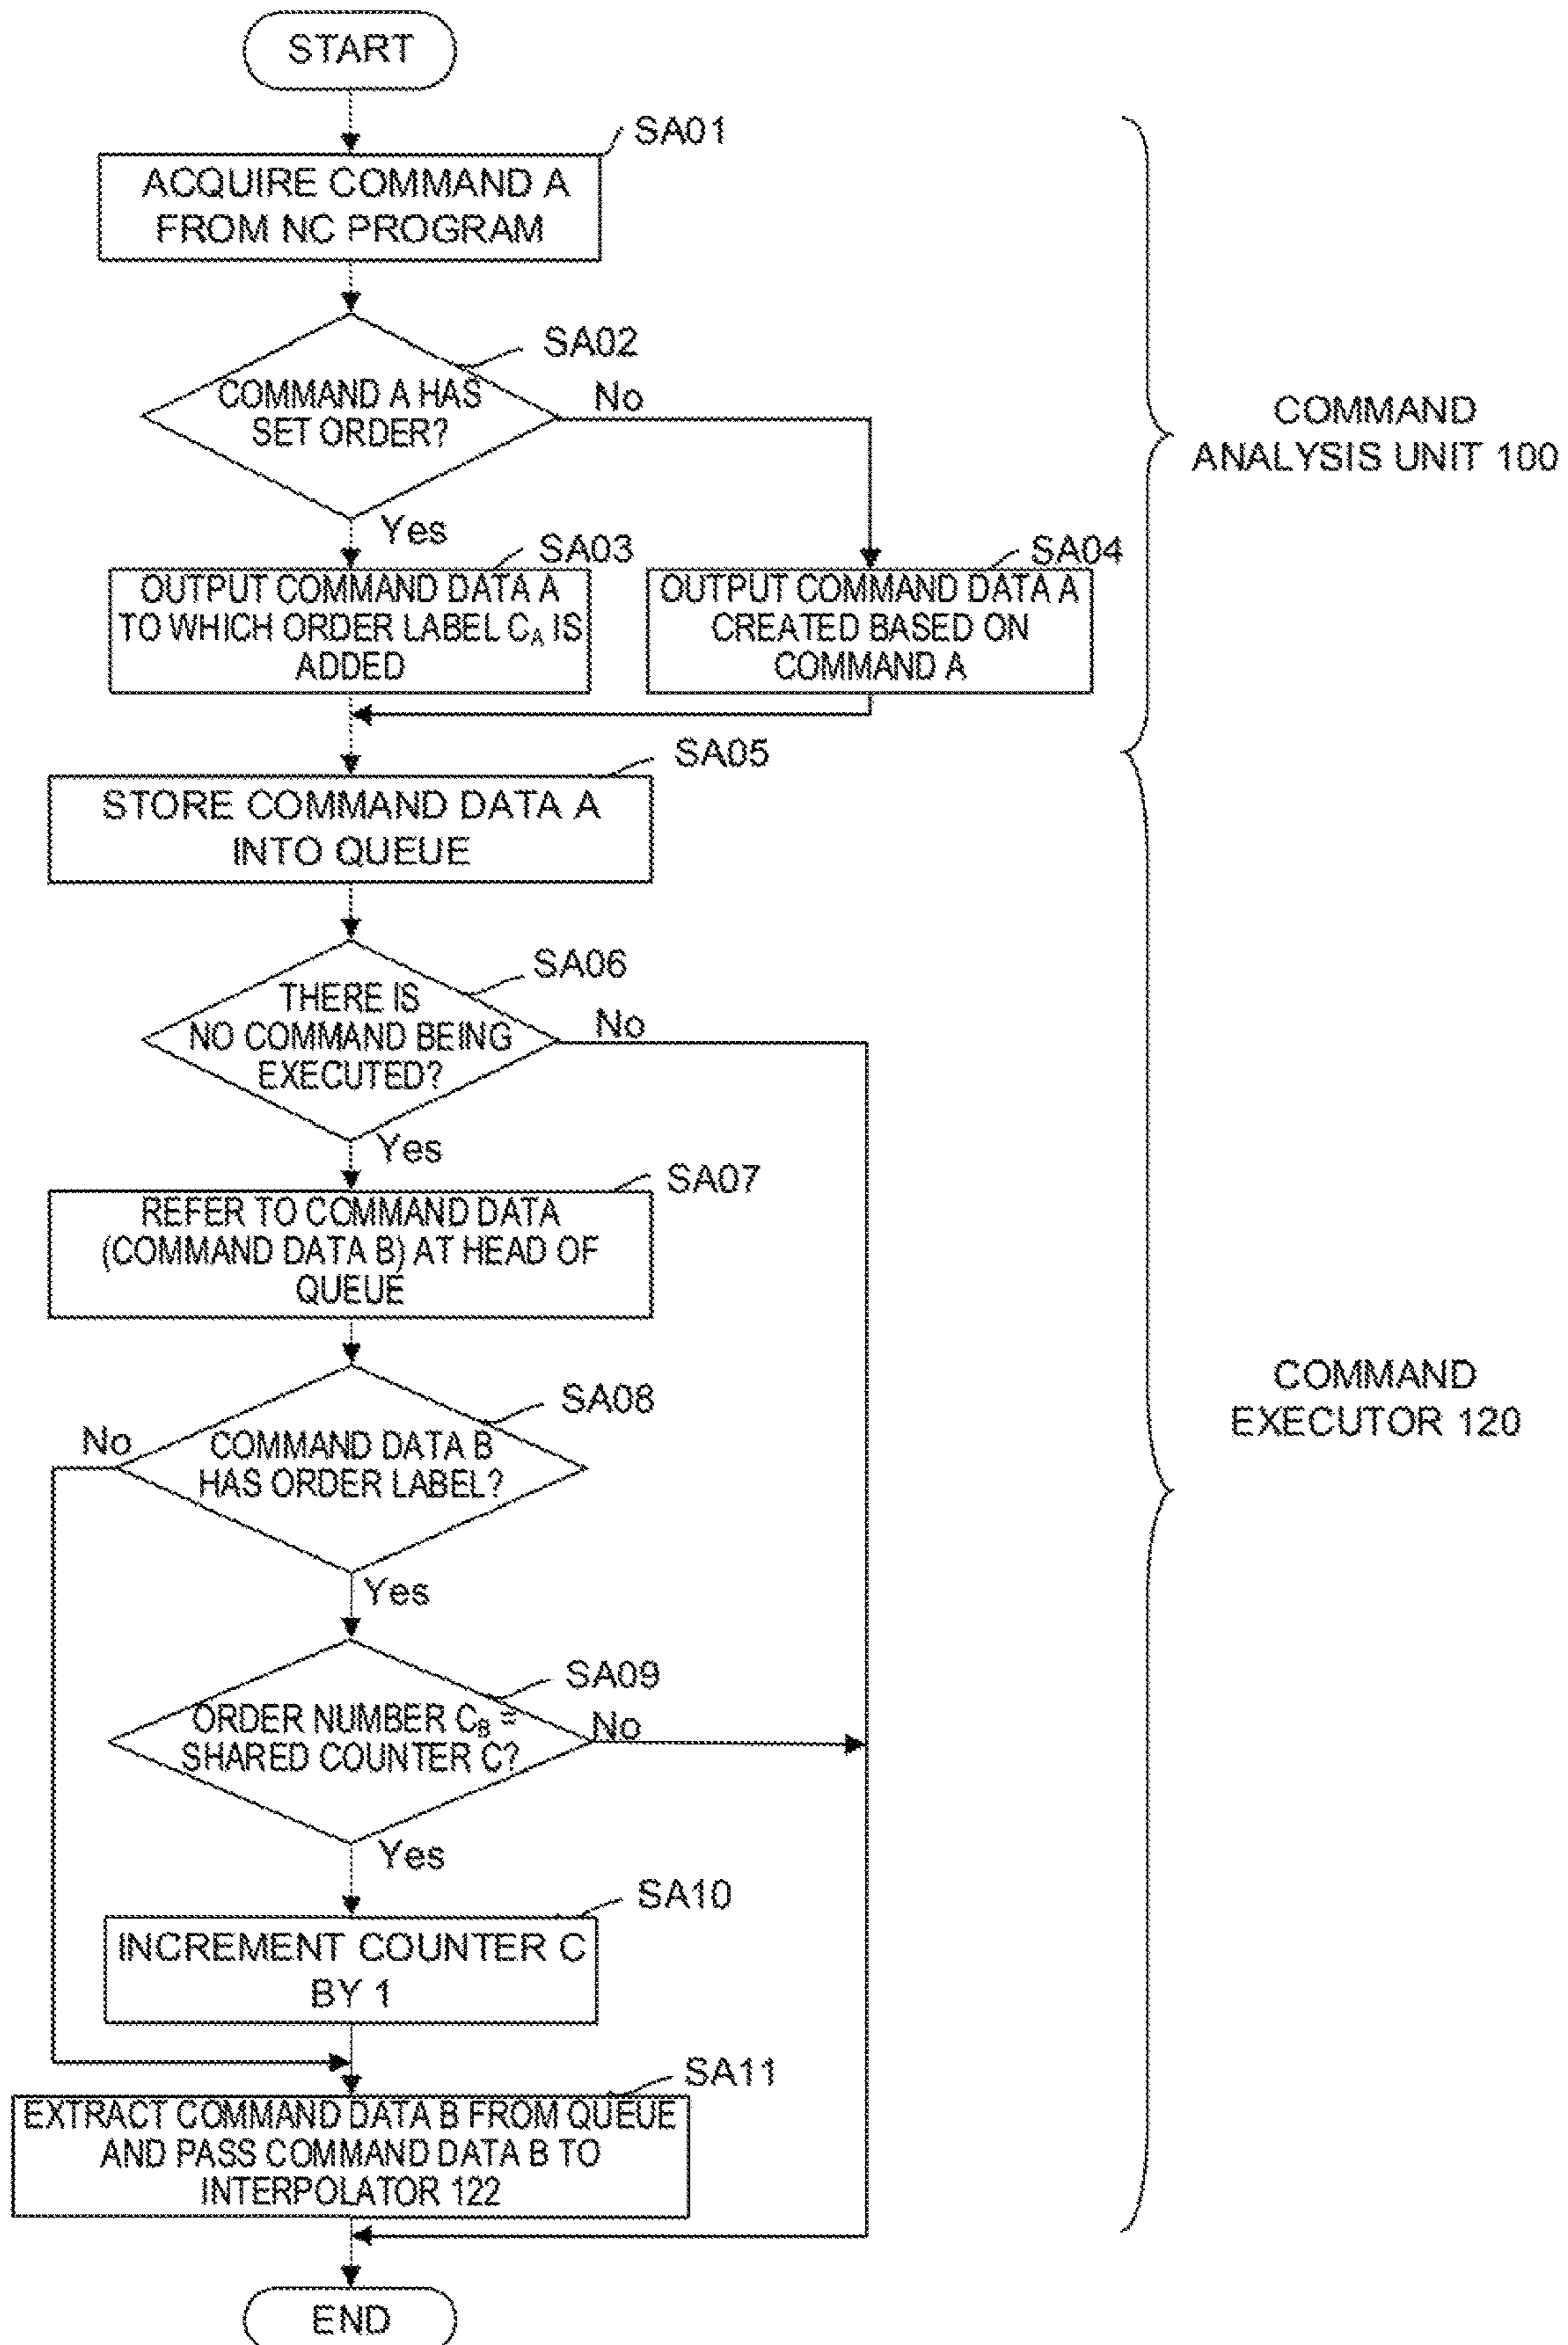 START
SA01
ACQUIRE COMMAND A
FROM NC PROGRAM
SA02
COMMAND A HAS
SET ORDER?
No
Yes
COMMAND
ANALYSIS UNIT 100
SA03
OUTPUT COMMAND DATA A
TO WHICH ORDER LABEL CA IS
ADDED
SA04
OUTPUT COMMAND DATA A
CREATED BASED ON
COMMAND A
SA05
STORE COMMAND DATA A
INTO QUEUE
SA06
THERE IS
NO COMMAND BEING
EXECUTED?
No
Yes
SA07
REFER TO COMMAND DATA
(COMMAND DATA B) AT HEAD OF
QUEUE
SA08
COMMAND DATA B
HAS ORDER LABEL?
No
Yes
COMMAND
EXECUTOR 120
SA09
ORDER NUMBER CB =
SHARED COUNTER C?
No
Yes
SA10
INCREMENT COUNTER C
BY 1
SA11
EXTRACT COMMAND DATA B FROM QUEUE
AND PASS COMMAND DATA B TO
INTERPOLATOR 122
END